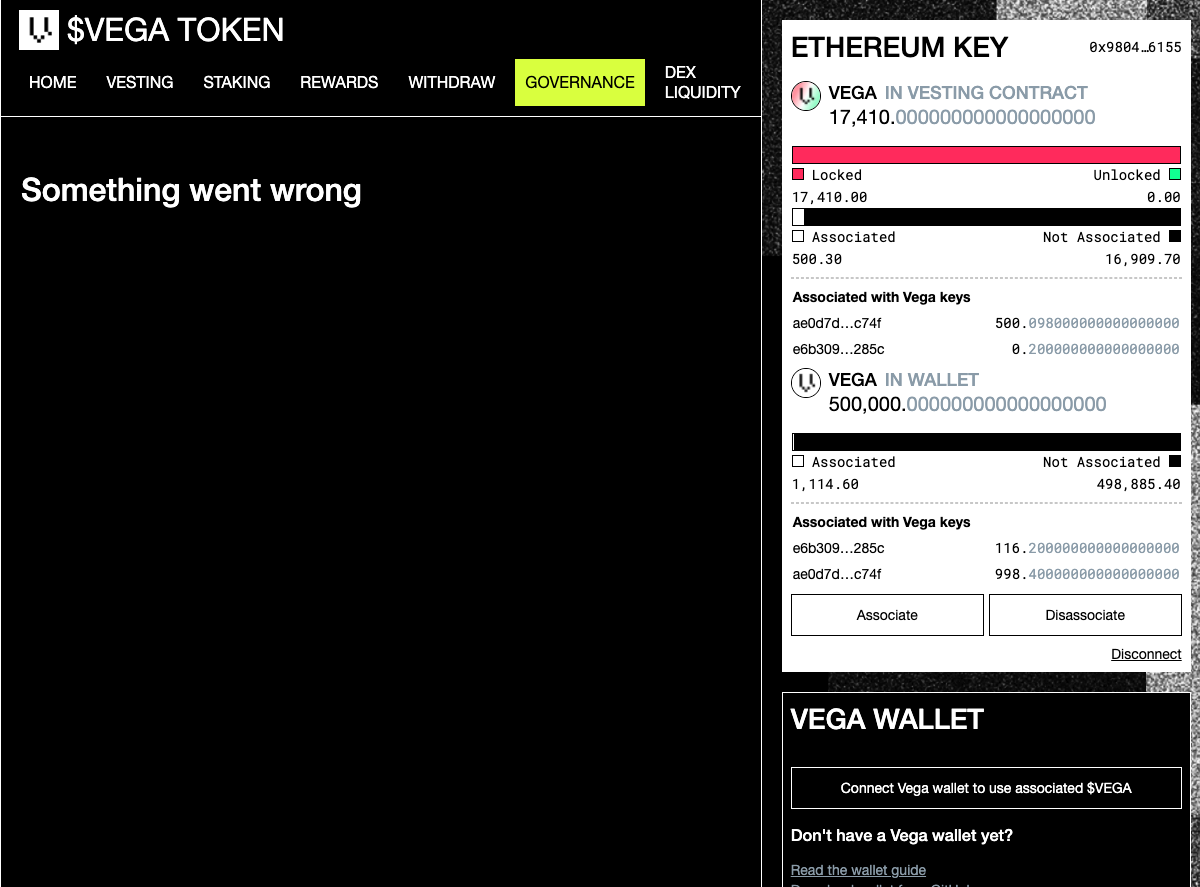 $VEGA TOKEN
HOME VESTING STAKING REWARDS WITHDRAW GOVERNANCE DEX LIQUIDITY
Something went wrong
ETHEREUM KEY 0x9804…6155
VEGA IN VESTING CONTRACT
17,410.000000000000000000
Locked Unlocked
17,410.00 0.00
Associated Not Associated
500.30 16,909.70
Associated with Vega keys
ae0d7d…c74f 500.098000000000000000
e6b309…285c 0.200000000000000000
VEGA IN WALLET
500,000.000000000000000000
Associated Not Associated
1,114.60 498,885.40
Associated with Vega keys
e6b309…285c 116.200000000000000000
ae0d7d…c74f 998.400000000000000000
Associate Disassociate
Disconnect
VEGA WALLET
Connect Vega wallet to use associated $VEGA
Don't have a Vega wallet yet?
Read the wallet guide